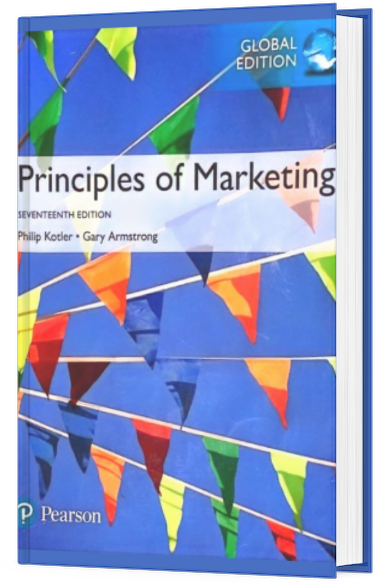 GLOBAL
EDITION
Principles of Marketing
SEVENTEENTH EDITION
Philip Kotler • Gary Armstrong
Pearson